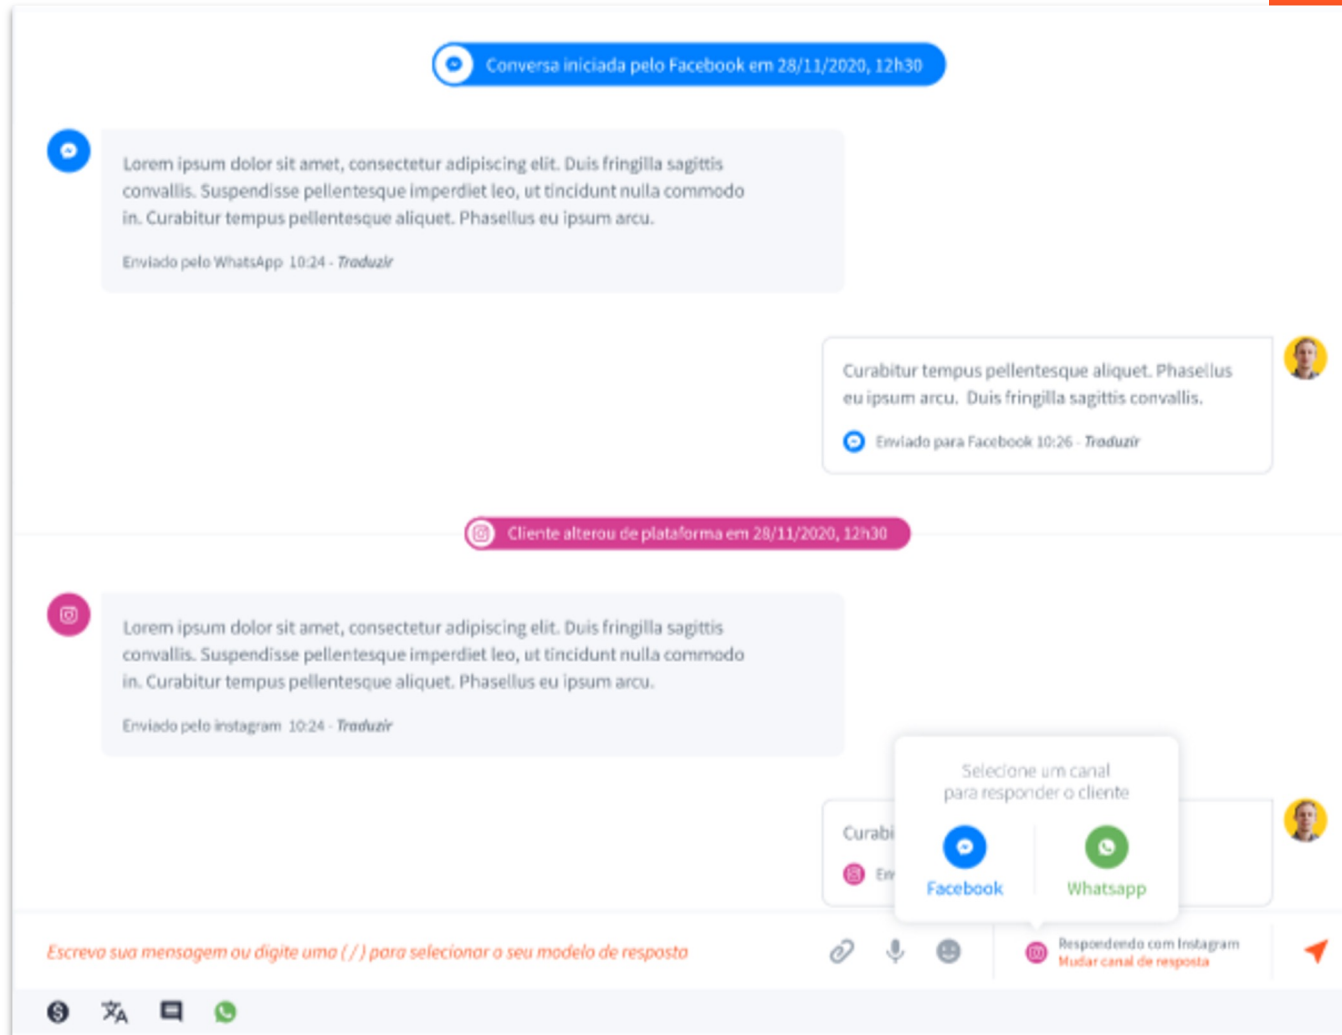 Conversa iniciada pelo Facebook em 28/11/2020, 12h30
Lorem ipsum dolor sit amet, consectetur adipiscing elit. Duis fringilla sagittis
convallis. Suspendisse pellentesque imperdiet leo, ut tincidunt nulla commodo
in. Curabitur tempus pellentesque aliquet. Phasellus eu ipsum arcu.
Enviado pelo WhatsApp 10:24 - Traduzir
Curabitur tempus pellentesque aliquet. Phasellus
eu ipsum arcu. Duis fringilla sagittis convallis.
Enviado para Facebook 10:26 - Traduzir
Cliente alterou de plataforma em 28/11/2020, 12h30
Lorem ipsum dolor sit amet, consectetur adipiscing elit. Duis fringilla sagittis
convallis. Suspendisse pellentesque imperdiet leo, ut tincidunt nulla commodo
in. Curabitur tempus pellentesque aliquet. Phasellus eu ipsum arcu.
Enviado pelo instagram 10:24 - Traduzir
Selecione um canal
para responder o cliente
Curabi
Facebook
Whatsapp
Escreva sua mensagem ou digite uma ( / ) para selecionar o seu modelo de resposta
Respondendo com Instagram
Mudar canal de resposta